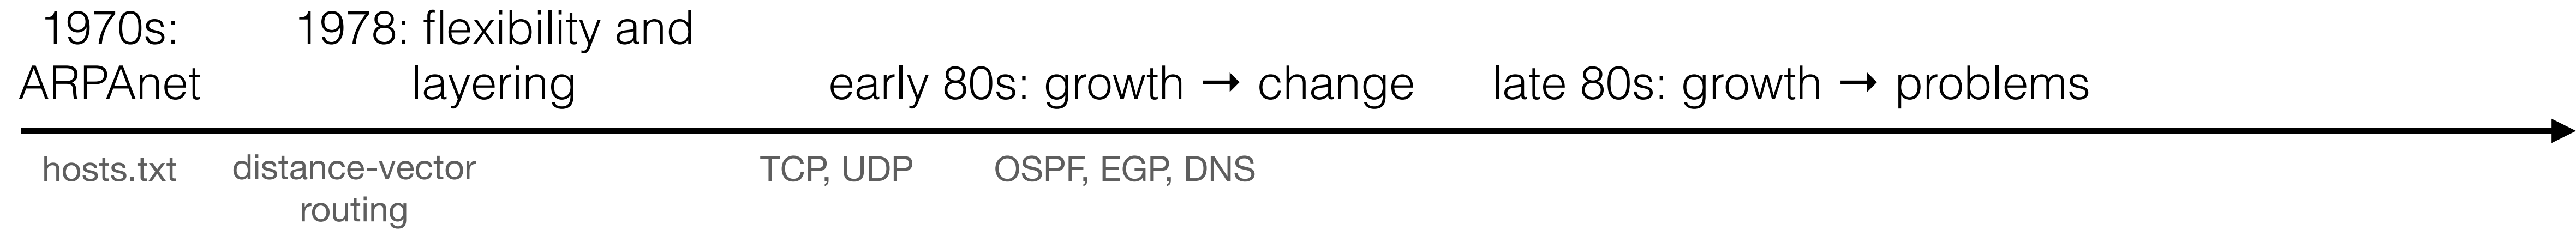 1970s:
ARPAnet
1978: flexibility and
layering
early 80s: growth → change
late 80s: growth → problems
hosts.txt
distance-vector
routing
TCP, UDP
OSPF, EGP, DNS